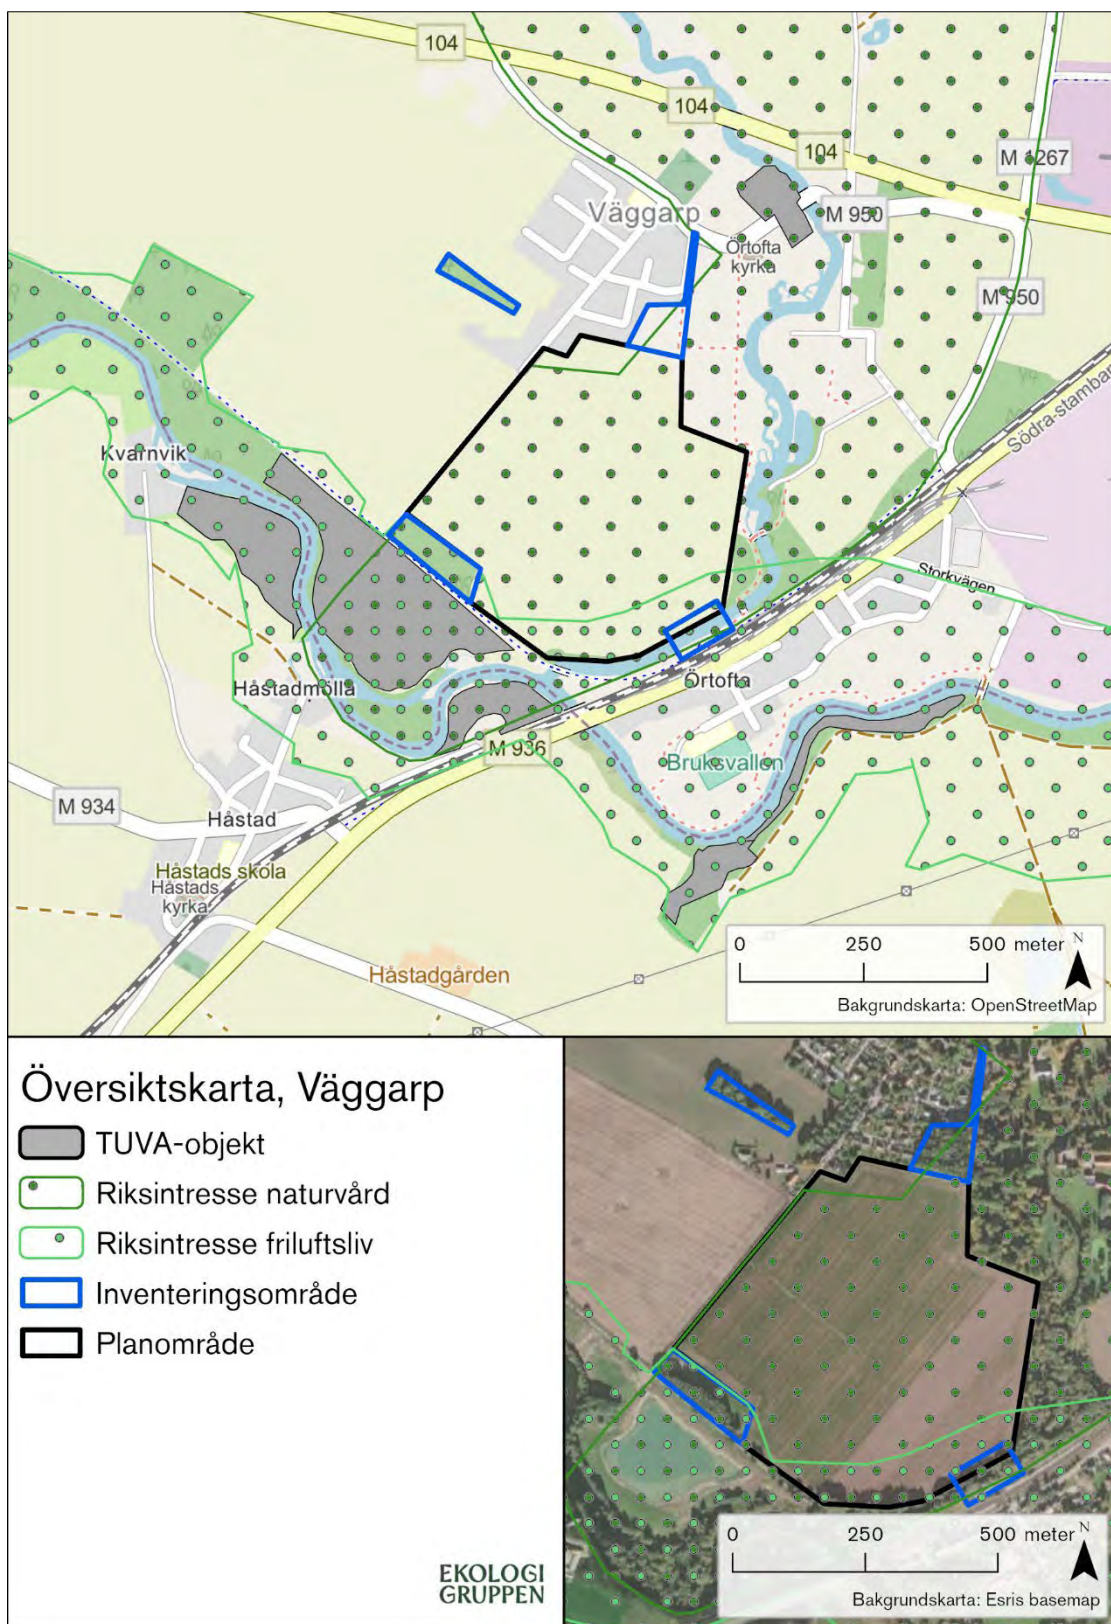 104
104
104
M 1267
Väggarp
M 950
Örtofta
kyrka
M 950
Södra-stambar
Kvarnvik
Storkvägen
Håstadmölla
Örtofta
M 936
Bruksvallen
M 934
Håstad
Håstads skola
Håstads
kyrka
Håstadgården
0 250 500 meter N
Bakgrundskarta: OpenStreetMap
Översiktskarta, Väggarp
TUVA-objekt
Riksintresse naturvård
Riksintresse friluftsliv
Inventeringsområde
Planområde
EKOLOGI
GRUPPEN
0 250 500 meter N
Bakgrundskarta: Esris basemap